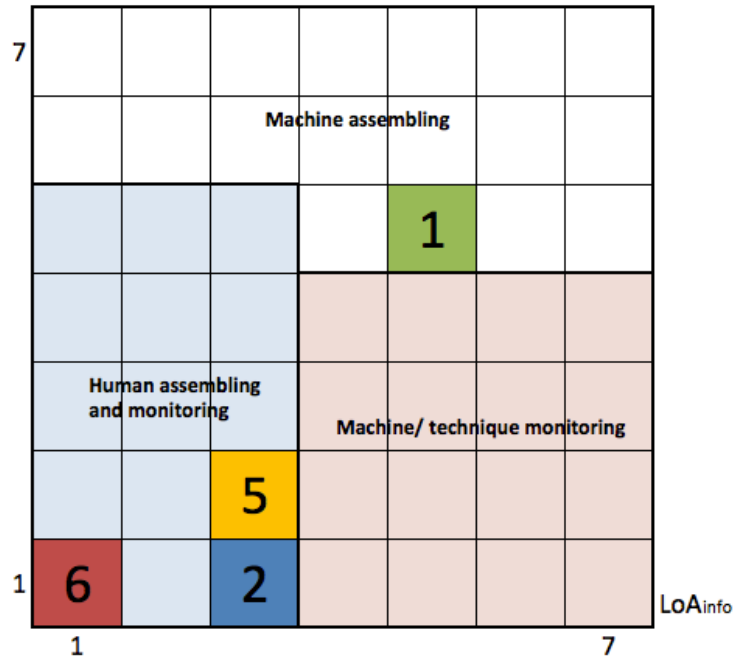 7
Machine assembling
1
Human assembling
and monitoring
Machine/ technique monitoring
5
1
6
2
LoAinfo
1
7